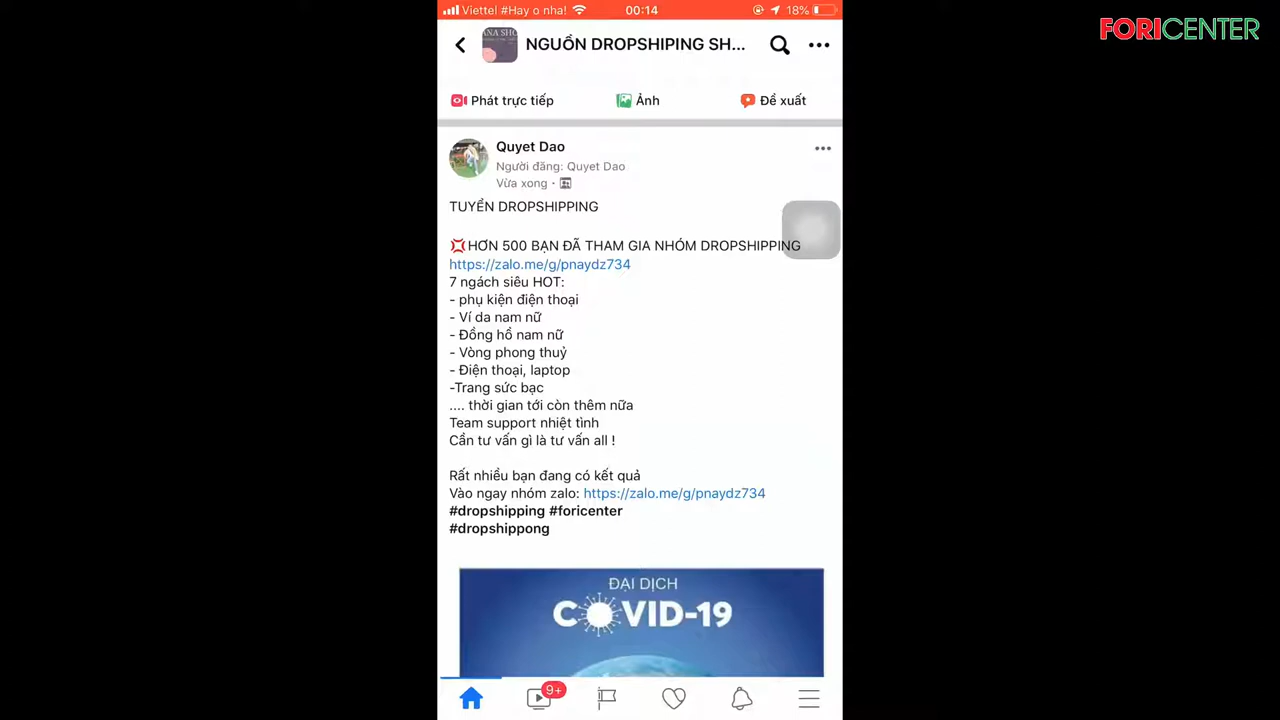 Viettel #Hay o nha! 00:14 18%
FORICENTER
ANA SHO
NGUỒN DROPSHIPING SH...
Phát trực tiếp Ảnh Đề xuất
Quyet Dao
Người đăng: Quyet Dao
Vừa xong ·
TUYỂN DROPSHIPPING
💢HƠN 500 BẠN ĐÃ THAM GIA NHÓM DROPSHIPPING
https://zalo.me/g/pnaydz734
7 ngách siêu HOT:
- phụ kiện điện thoại
- Ví da nam nữ
- Đồng hồ nam nữ
- Vòng phong thuỷ
- Điện thoại, laptop
-Trang sức bạc
.... thời gian tới còn thêm nữa
Team support nhiệt tình
Cần tư vấn gì là tư vấn all !
Rất nhiều bạn đang có kết quả
Vào ngay nhóm zalo: https://zalo.me/g/pnaydz734
#dropshipping #foricenter
#dropshippong
ĐẠI DỊCH
COVID-19
9+